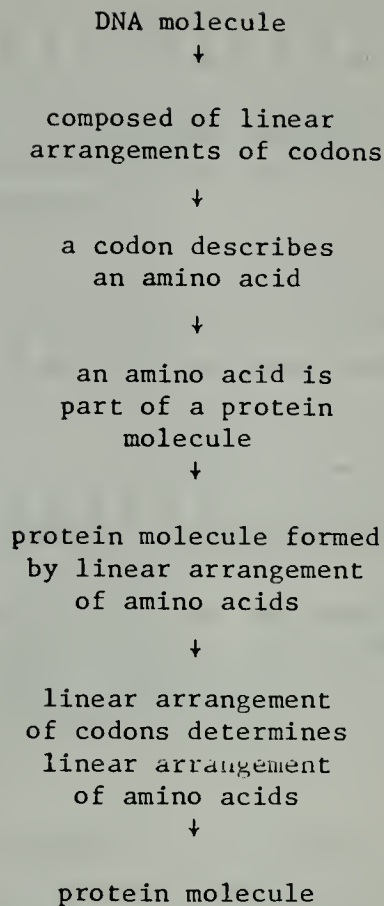 DNA molecule
↓
composed of linear
arrangements of codons
↓
a codon describes
an amino acid
↓
an amino acid is
part of a protein
molecule
↓
protein molecule formed
by linear arrangement
of amino acids
↓
linear arrangement
of codons determines
linear arrangement
of amino acids
↓
protein molecule